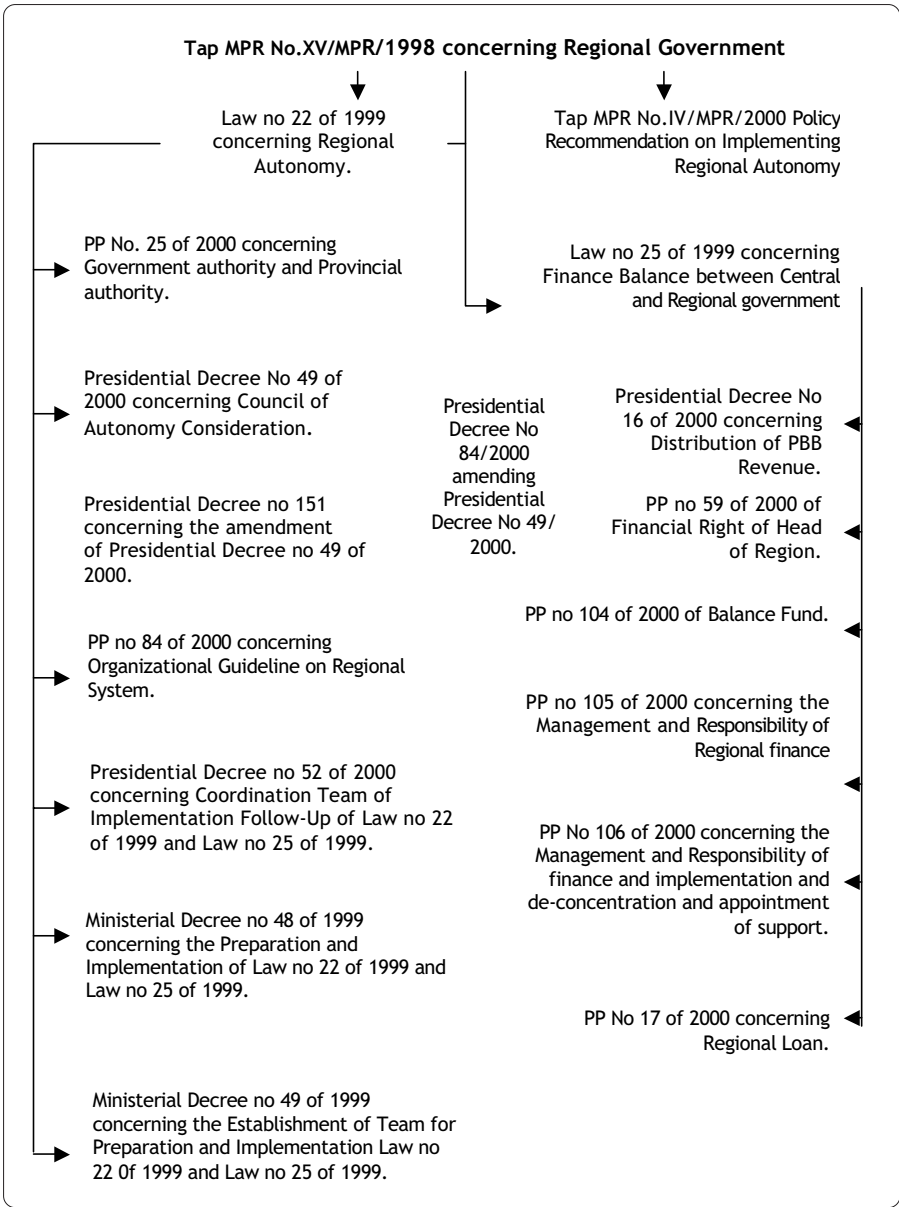 Tap MPR No.XV/MPR/1998 concerning Regional Government
Law no 22 of 1999
concerning Regional
Autonomy.
Tap MPR No.IV/MPR/2000 Policy
Recommendation on Implementing
Regional Autonomy
PP No. 25 of 2000 concerning
Government authority and Provincial
authority.
Law no 25 of 1999 concerning
Finance Balance between Central
and Regional government
Presidential Decree No 49 of
2000 concerning Council of
Autonomy Consideration.
Presidential
Decree No
84/2000
amending
Presidential
Decree No 49/
2000.
Presidential Decree No
16 of 2000 concerning
Distribution of PBB
Revenue.
Presidential Decree no 151
concerning the amendment
of Presidential Decree no 49 of
2000.
PP no 59 of 2000 of
Financial Right of Head
of Region.
PP no 104 of 2000 of Balance Fund.
PP no 84 of 2000 concerning
Organizational Guideline on Regional
System.
PP no 105 of 2000 concerning the
Management and Responsibility of
Regional finance
Presidential Decree no 52 of 2000
concerning Coordination Team of
Implementation Follow-Up of Law no 22
of 1999 and Law no 25 of 1999.
PP No 106 of 2000 concerning the
Management and Responsibility of
finance and implementation and
de-concentration and appointment
of support.
Ministerial Decree no 48 of 1999
concerning the Preparation and
Implementation of Law no 22 of 1999 and
Law no 25 of 1999.
PP No 17 of 2000 concerning
Regional Loan.
Ministerial Decree no 49 of 1999
concerning the Establishment of Team for
Preparation and Implementation Law no
22 0f 1999 and Law no 25 of 1999.